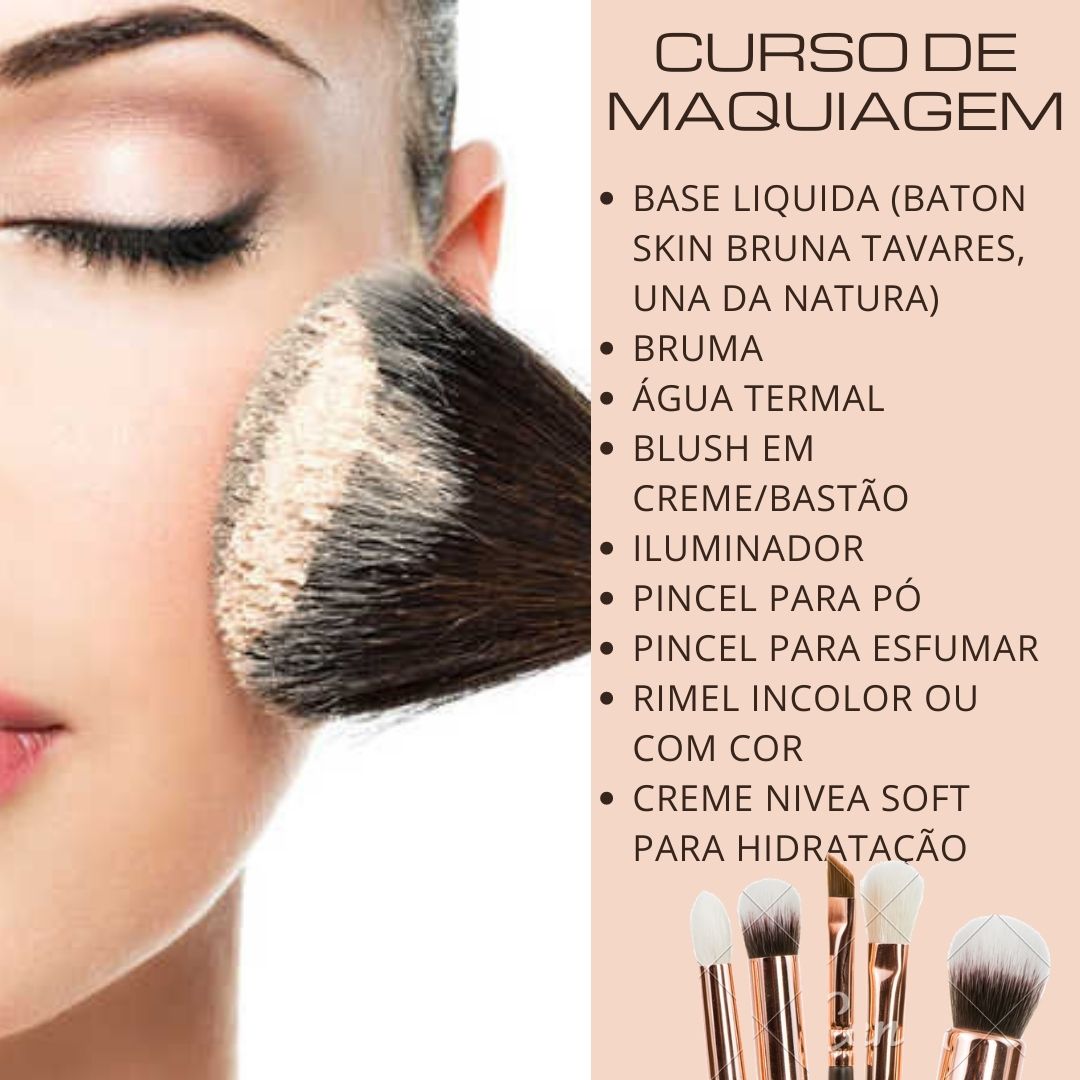 CURSO DE
MAQUIAGEM
• BASE LIQUIDA (BATON
SKIN BRUNA TAVARES,
UNA DA NATURA)
• BRUMA
• ÁGUA TERMAL
• BLUSH EM
CREME/BASTÃO
• ILUMINADOR
• PINCEL PARA PÓ
• PINCEL PARA ESFUMAR
• RIMEL INCOLOR OU
COM COR
• CREME NIVEA SOFT
PARA HIDRATAÇÃO